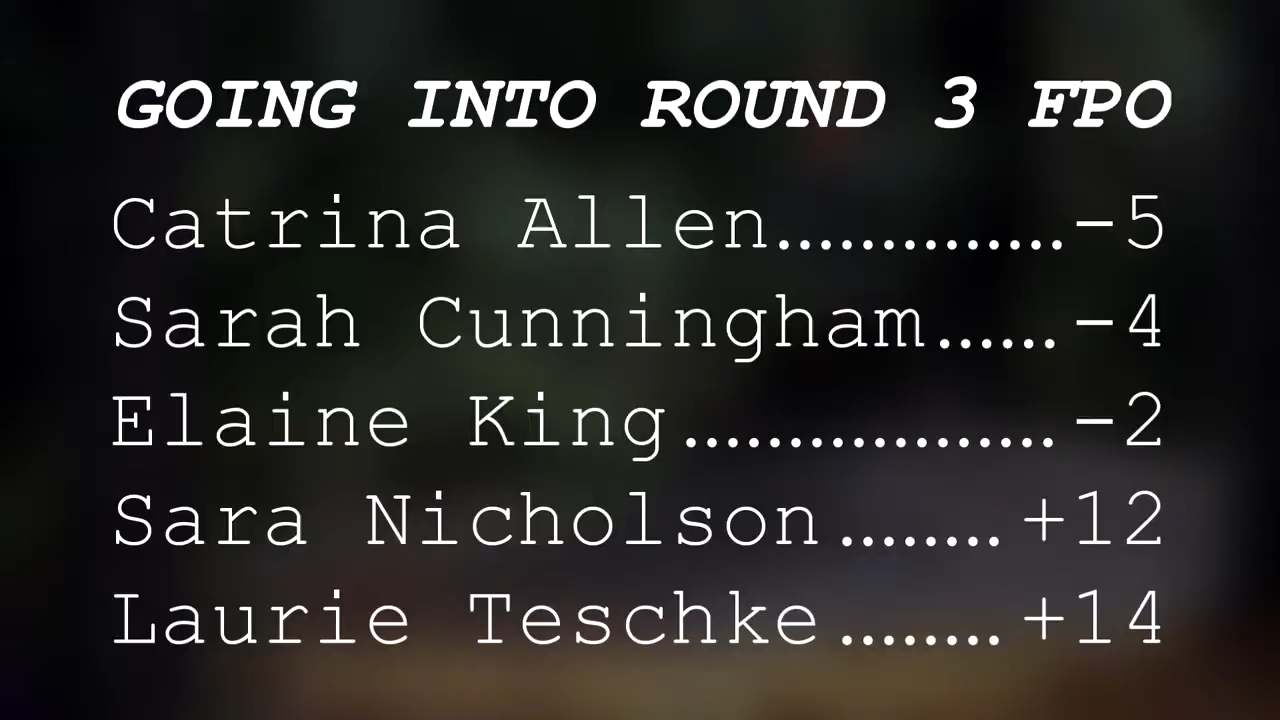 GOING INTO ROUND 3 FPO
Catrina Allen..............-5
Sarah Cunningham......-4
Elaine King..................-2
Sara Nicholson........+12
Laurie Teschke........+14